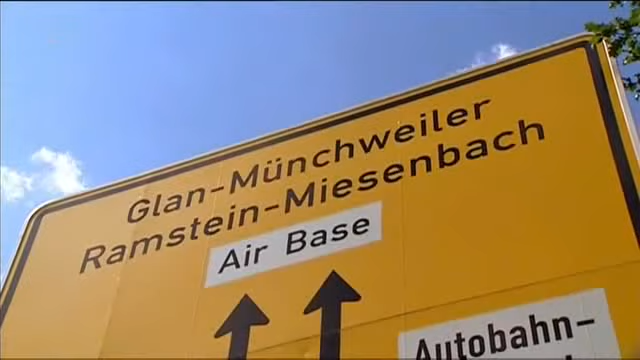 Glan-Münchweiler
Ramstein-Miesenbach
Air Base
Autobahn-